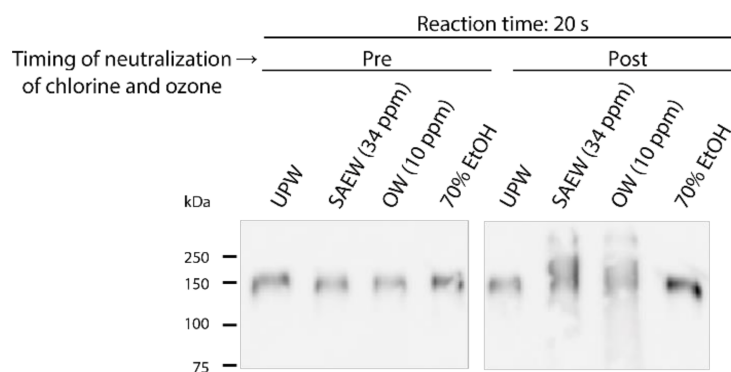 Reaction time: 20 s
Timing of neutralization → Pre Post
of chlorine and ozone
UPW SAEW (34 ppm) OW (10 ppm) 70% EtOH UPW SAEW (34 ppm) OW (10 ppm) 70% EtOH
kDa
250
150
100
75